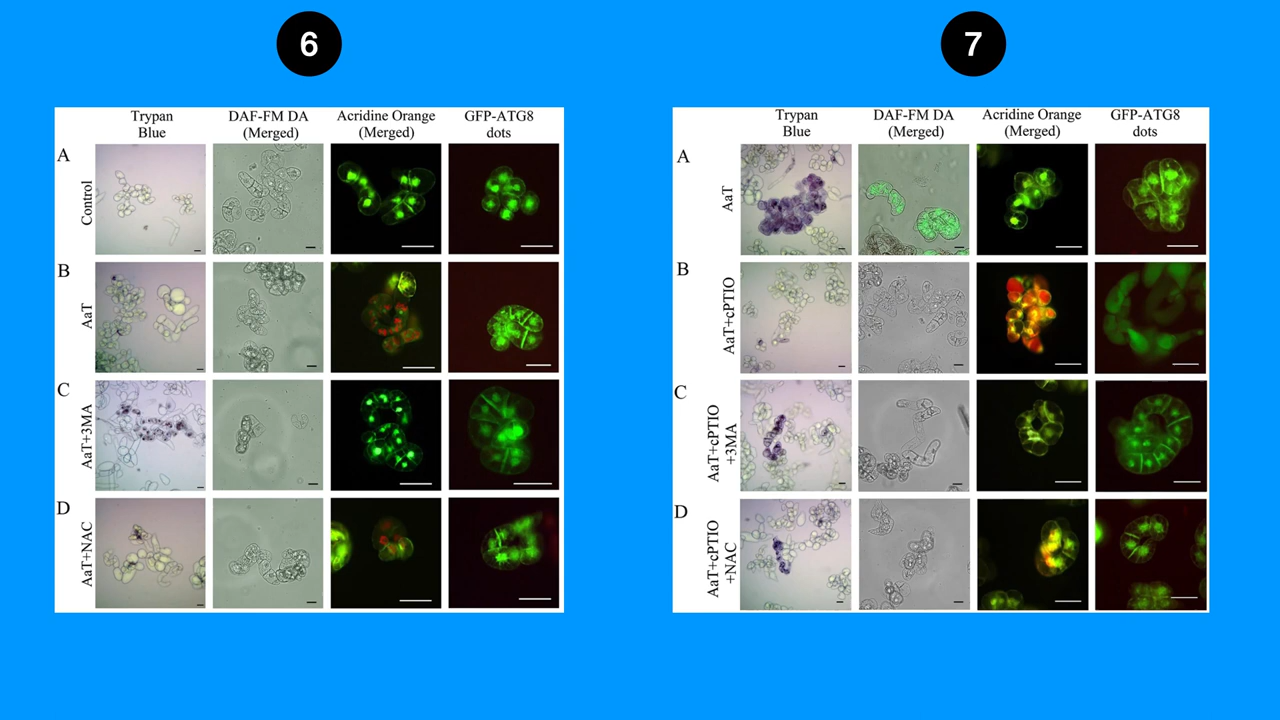 6
7
Trypan Blue
DAF-FM DA (Merged)
Acridine Orange (Merged)
GFP-ATG8 dots
A
Control
B
AaT
C
AaT+3MA
D
AaT+NAC
Trypan Blue
DAF-FM DA (Merged)
Acridine Orange (Merged)
GFP-ATG8 dots
A
AaT
B
AaT+cPTIO
C
AaT+cPTIO
+3MA
D
AaT+cPTIO
+NAC